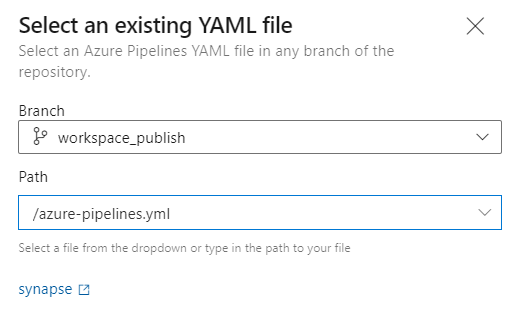 Select an existing YAML file
Select an Azure Pipelines YAML file in any branch of the
repository.
Branch
workspace_publish
Path
/azure-pipelines.yml
Select a file from the dropdown or type in the path to your file
synapse